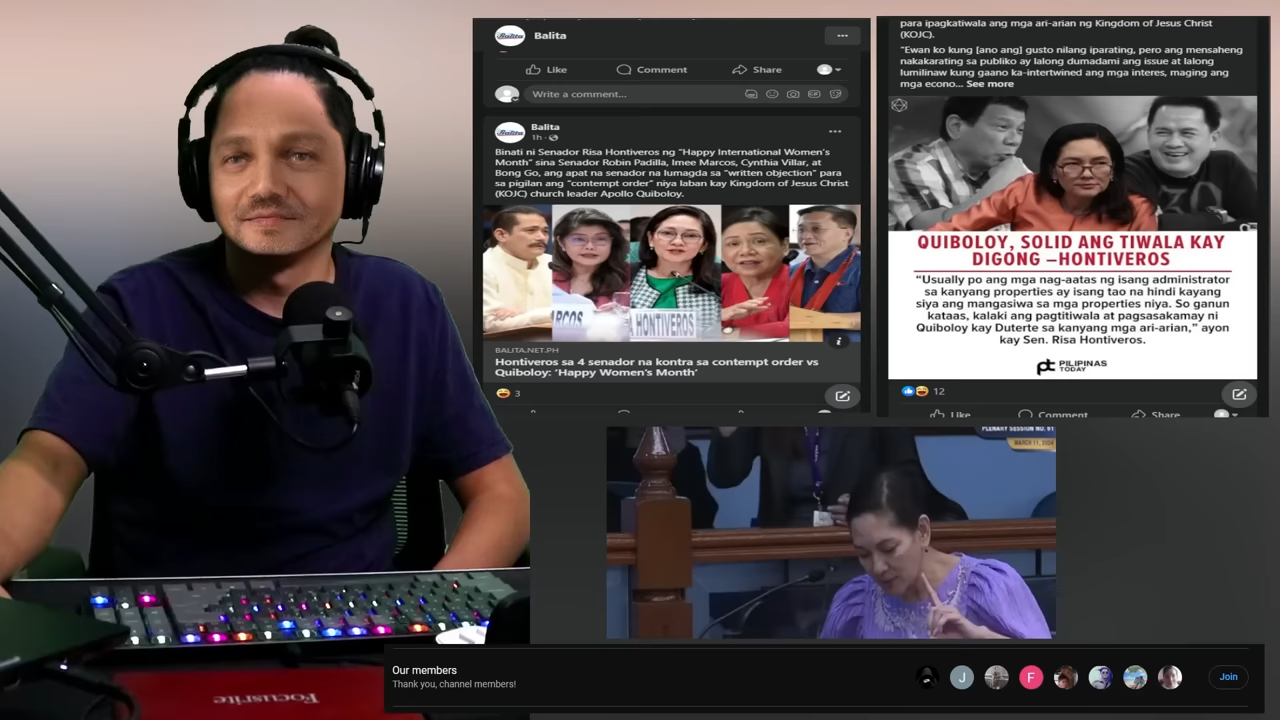 Balita
Like
Comment
Share
Write a comment...
Balita
1h
Binati ni Senador Risa Hontiveros ng "Happy International Women's
Month" sina Senador Robin Padilla, Imee Marcos, Cynthia Villar, at
Bong Go, ang apat na senador na lumagda sa "written objection" para
sa pigilan ang "contempt order" niya laban kay Kingdom of Jesus Christ
(KOJC) church leader Apollo Quiboloy.
HONTIVEROS
BALITA.NET.PH
Hontiveros sa 4 senador na kontra sa contempt order vs
Quiboloy: 'Happy Women's Month'
3
para ipagkatiwala ang mga ari-arian ng Kingdom of Jesus Christ
(KOJC).
"Ewan ko kung [ano ang] gusto nilang iparating, pero ang mensaheng
nakakarating sa publiko ay lalong dumadami ang issue at lalong
lumilinaw kung gaano ka-intertwined ang mga interes, maging ang
mga econo... See more
QUIBOLOY, SOLID ANG TIWALA KAY
DIGONG –HONTIVEROS
"Usually po ang mga nag-aatas ng isang administrator
sa kanyang properties ay isang tao na hindi kayang
siya ang mangasiwa sa mga properties niya. So ganun
kataas, kalaki ang pagtitiwala at pagsasakamay ni
Quiboloy kay Duterte sa kanyang mga ari-arian," ayon
kay Sen. Risa Hontiveros.
pt PILIPINAS
TODAY
12
Like
Comment
Share
PLENARY SESSION NO. 61
MARCH 11, 2024
Our members
Thank you, channel members!
J
F
Join
Focusrite